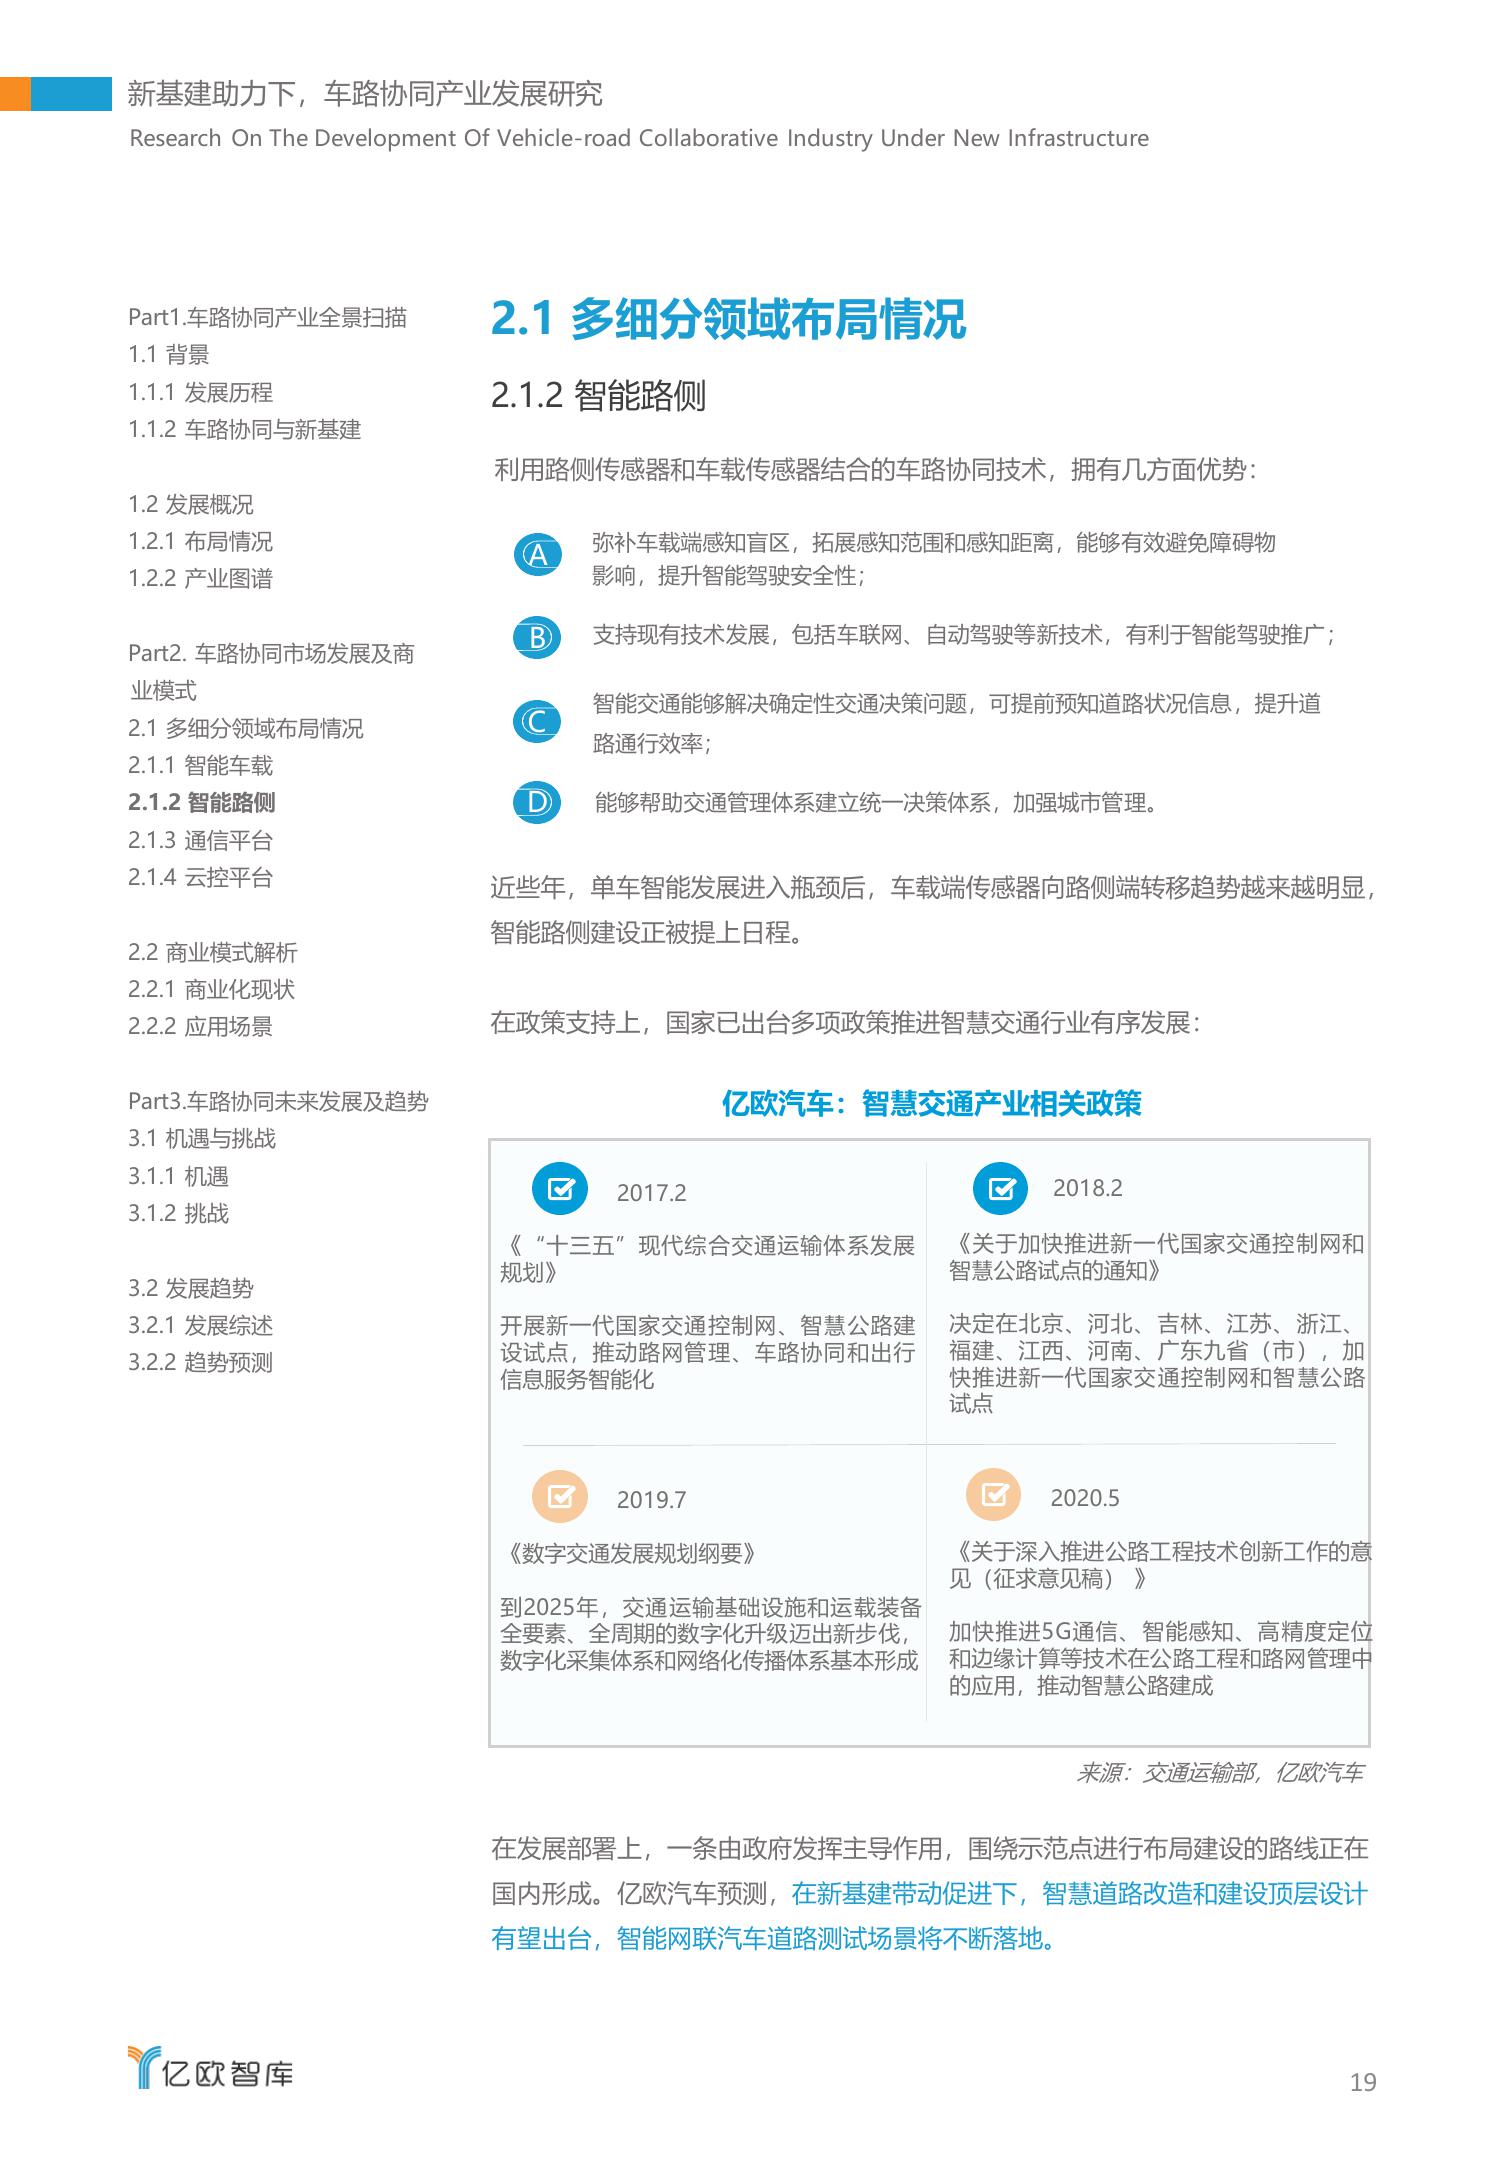 新基建助力下，车路协同产业发展研究
Research On The Development Of Vehicle-road Collaborative Industry Under New Infrastructure
Part1.车路协同产业全景扫描
1.1 背景
1.1.1 发展历程
1.1.2 车路协同与新基建
1.2 发展概况
1.2.1 布局情况
1.2.2 产业图谱
Part2. 车路协同市场发展及商
业模式
2.1 多细分领域布局情况
2.1.1 智能车载
2.1.2 智能路侧
2.1.3 通信平台
2.1.4 云控平台
2.2 商业模式解析
2.2.1 商业化现状
2.2.2 应用场景
Part3.车路协同未来发展及趋势
3.1 机遇与挑战
3.1.1 机遇
3.1.2 挑战
3.2 发展趋势
3.2.1 发展综述
3.2.2 趋势预测
2.1 多细分领域布局情况
2.1.2 智能路侧
利用路侧传感器和车载传感器结合的车路协同技术，拥有几方面优势：
A
弥补车载端感知盲区，拓展感知范围和感知距离，能够有效避免障碍物
影响，提升智能驾驶安全性；
B
支持现有技术发展，包括车联网、自动驾驶等新技术，有利于智能驾驶推广；
C
智能交通能够解决确定性交通决策问题，可提前预知道路状况信息，提升道
路通行效率；
D
能够帮助交通管理体系建立统一决策体系，加强城市管理。
近些年，单车智能发展进入瓶颈后，车载端传感器向路侧端转移趋势越来越明显，
智能路侧建设正被提上日程。
在政策支持上，国家已出台多项政策推进智慧交通行业有序发展：
亿欧汽车：智慧交通产业相关政策
2017.2
《“十三五”现代综合交通运输体系发展
规划》
开展新一代国家交通控制网、智慧公路建
设试点，推动路网管理、车路协同和出行
信息服务智能化
2018.2
《关于加快推进新一代国家交通控制网和
智慧公路试点的通知》
决定在北京、河北、吉林、江苏、浙江、
福建、江西、河南、广东九省（市），加
快推进新一代国家交通控制网和智慧公路
试点
2019.7
《数字交通发展规划纲要》
到2025年，交通运输基础设施和运载装备
全要素、全周期的数字化升级迈出新步伐，
数字化采集体系和网络化传播体系基本形成
2020.5
《关于深入推进公路工程技术创新工作的意
见（征求意见稿） 》
加快推进5G通信、智能感知、高精度定位
和边缘计算等技术在公路工程和路网管理中
的应用，推动智慧公路建成
来源：交通运输部，亿欧汽车
在发展部署上，一条由政府发挥主导作用，围绕示范点进行布局建设的路线正在
国内形成。亿欧汽车预测，在新基建带动促进下，智慧道路改造和建设顶层设计
有望出台，智能网联汽车道路测试场景将不断落地。
亿欧智库
19